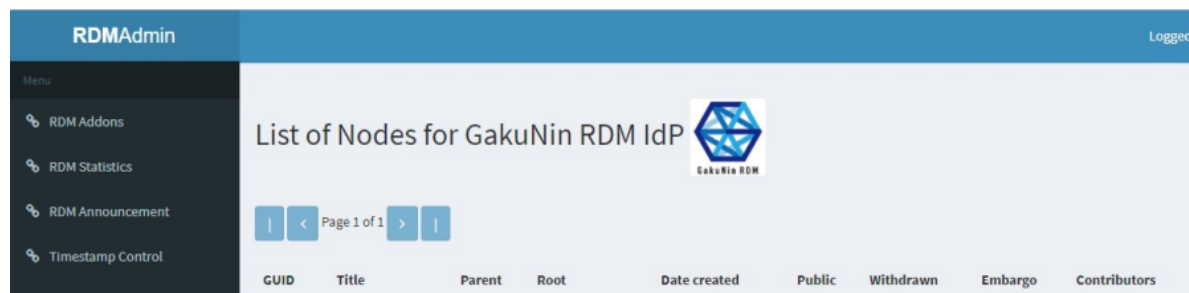 RDMAdmin
Logged
Menu
RDM Addons
RDM Statistics
RDM Announcement
Timestamp Control
List of Nodes for GakuNin RDM IdP
GakuNin RDM
| < Page 1 of 1 > |
GUID Title Parent Root Date created Public Withdrawn Embargo Contributors